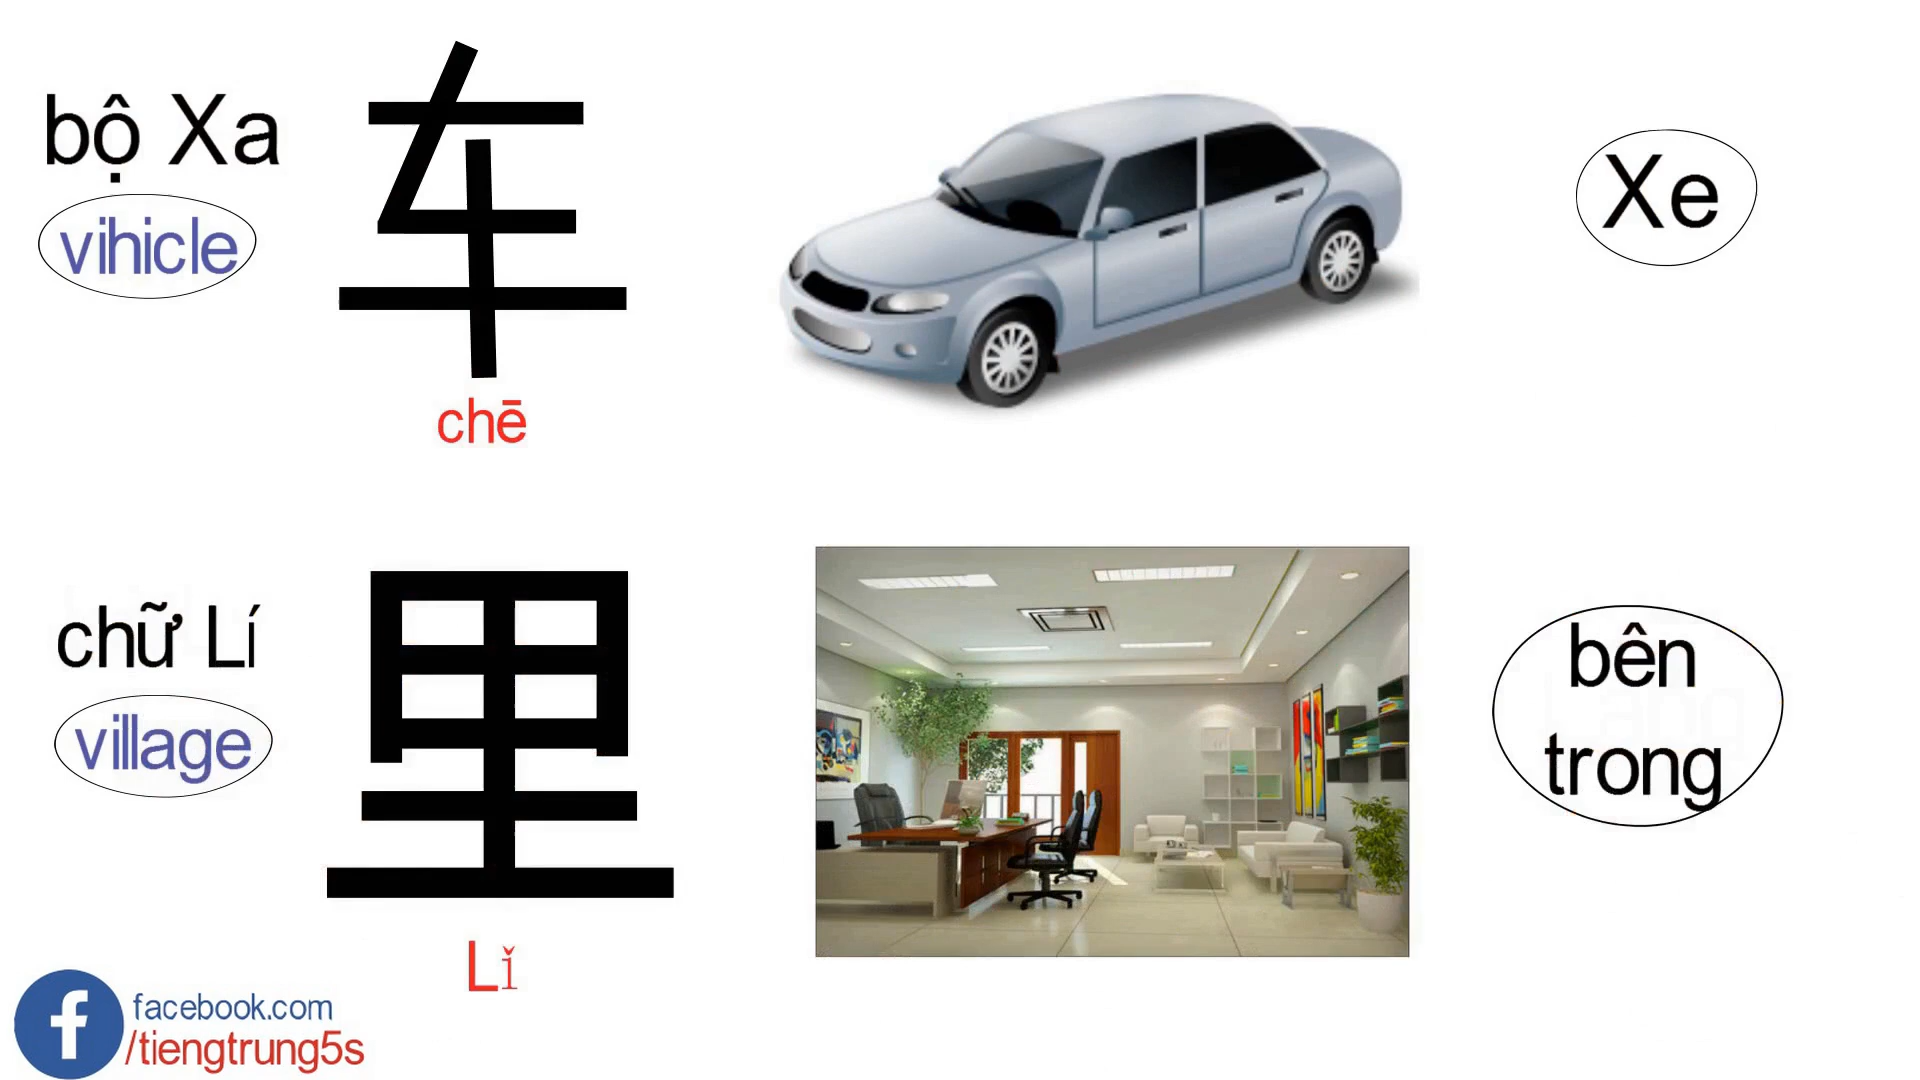 bộ Xa
vihicle
车
chē
Xe
chữ Lí
village
里
Lǐ
bên
trong
facebook.com
/tiengtrung5s